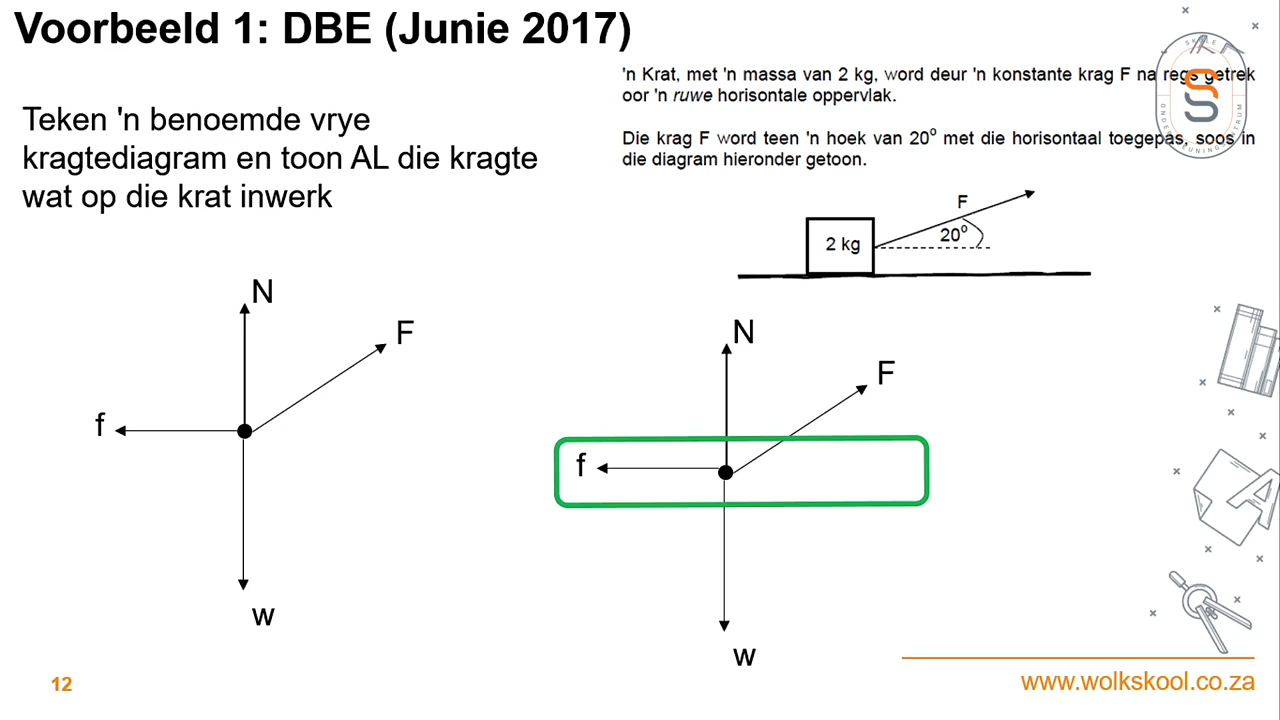 Voorbeeld 1: DBE (Junie 2017)
Teken 'n benoemde vrye
kragtediagram en toon AL die kragte
wat op die krat inwerk
'n Krat, met 'n massa van 2 kg, word deur 'n konstante krag F na regs getrek
oor 'n ruwe horisontale oppervlak.
Die krag F word teen 'n hoek van 20° met die horisontaal toegepas, soos in
die diagram hieronder getoon.
F
20°
2 kg
N
F
f
w
N
F
f
w
12
www.wolkskool.co.za